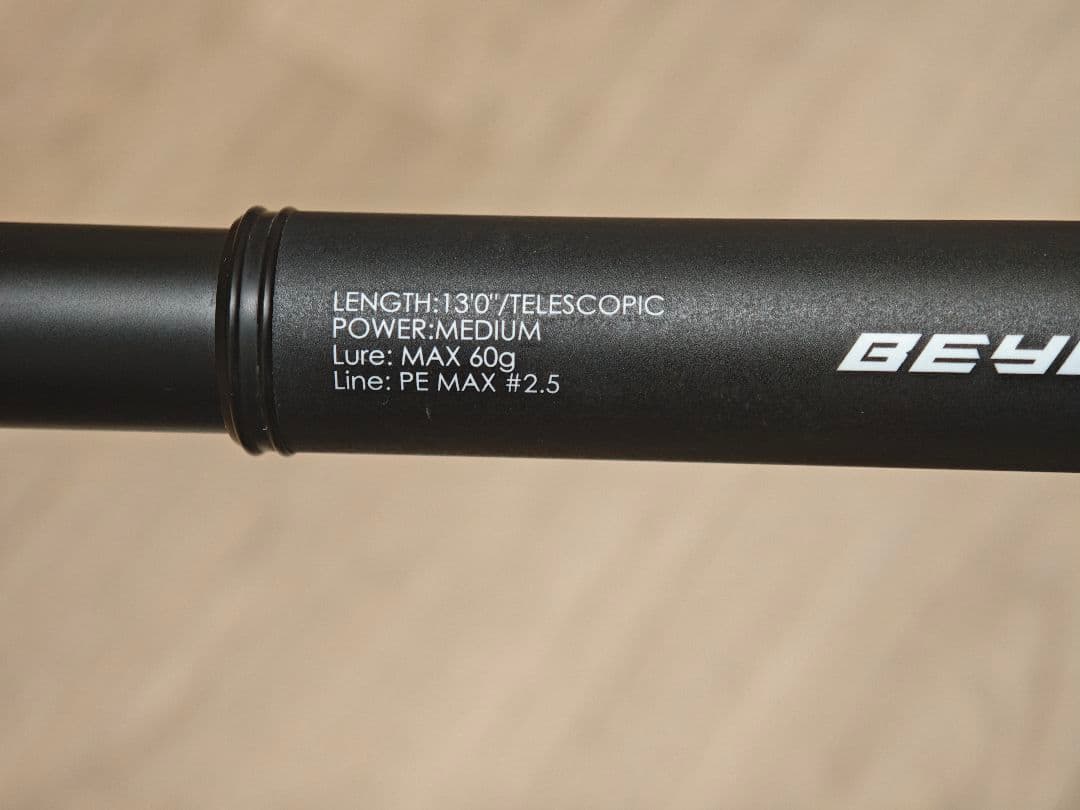 LENGTH:13'0"/TELESCOPIC
POWER:MEDIUM
Lure: MAX 60g
Line: PE MAX #2.5